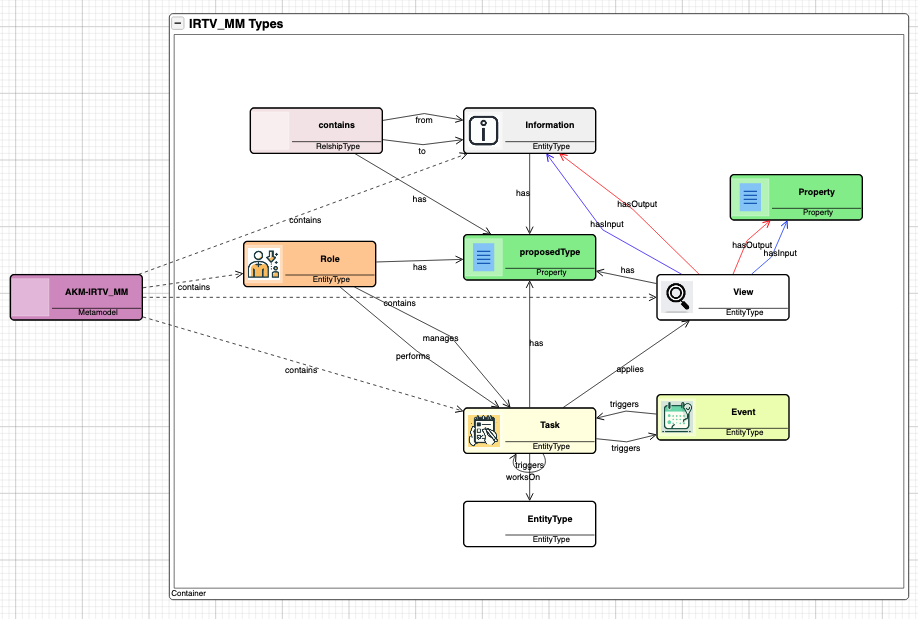 IRTV_MM Types
contains
RelshipType
from
to
Information
EntityType
Property
Property
has
has
hasOutput
hasInput
contains
hasOutput
hasInput
Role
EntityType
has
proposedType
Property
has
AKM-IRTV_MM
Metamodel
contains
contains
View
EntityType
manages
performs
has
contains
applies
Task
EntityType
triggers
triggers
Event
EntityType
triggers
worksOn
EntityType
EntityType
Container